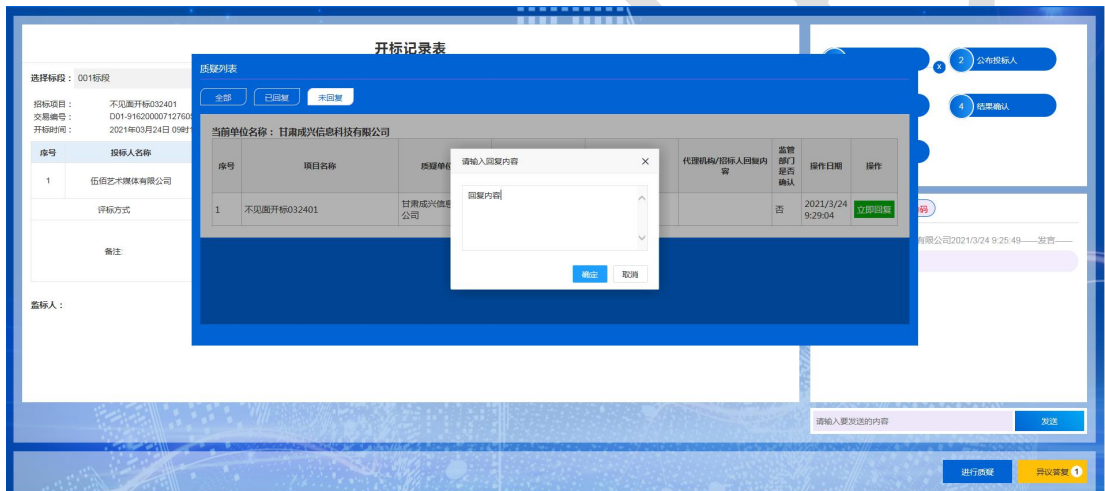 开标记录表
选择标段： 001标段
招标项目： 不见面开标032401
交易编号： D01-9162000071276
开标时间： 2021年03月24日 09时
序号 投标人名称
1 伍佰艺术媒体有限公司
评标方式
备注:
监标人：
质疑列表
全部 已回复 未回复
当前单位名称： 甘肃成兴信息科技有限公司
序号 项目名称 质疑单位 代理机构/招标人回复内容 监管部门是否确认 操作日期 操作
1 不见面开标032401 甘肃成兴信息 公司 否 2021/3/24 9:29:04 立即回复
请输入回复内容 ×
回复内容
确定 取消
x
2 公布投标人
4 结果确认
码
有限公司2021/3/24 9:25:49——发言——
请输入要发送的内容 发送
进行质疑 异议答复 1